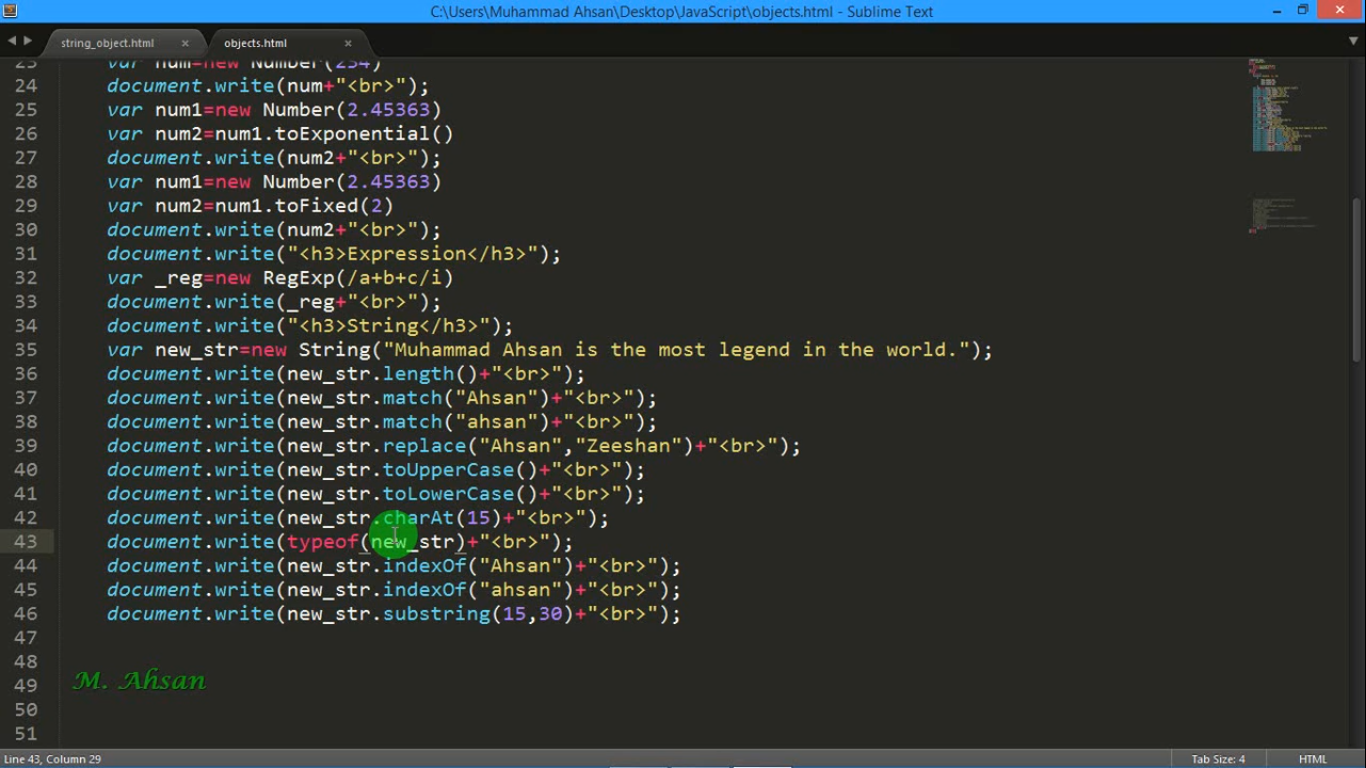 C:\Users\Muhammad Ahsan\Desktop\JavaScript\objects.html - Sublime Text
string_object.html × objects.html ×
23 var num=new Number(234)
24 document.write(num+"<br>");
25 var num1=new Number(2.45363)
26 var num2=num1.toExponential()
27 document.write(num2+"<br>");
28 var num1=new Number(2.45363)
29 var num2=num1.toFixed(2)
30 document.write(num2+"<br>");
31 document.write("<h3>Expression</h3>");
32 var _reg=new RegExp(/a+b+c/i)
33 document.write(_reg+"<br>");
34 document.write("<h3>String</h3>");
35 var new_str=new String("Muhammad Ahsan is the most legend in the world.");
36 document.write(new_str.length()+"<br>");
37 document.write(new_str.match("Ahsan")+"<br>");
38 document.write(new_str.match("ahsan")+"<br>");
39 document.write(new_str.replace("Ahsan","Zeeshan")+"<br>");
40 document.write(new_str.toUpperCase()+"<br>");
41 document.write(new_str.toLowerCase()+"<br>");
42 document.write(new_str.charAt(15)+"<br>");
43 document.write(typeof(new_str)+"<br>");
44 document.write(new_str.indexOf("Ahsan")+"<br>");
45 document.write(new_str.indexOf("ahsan")+"<br>");
46 document.write(new_str.substring(15,30)+"<br>");
47
48
M. Ahsan
49
50
51
Line 43, Column 29 Tab Size: 4 HTML